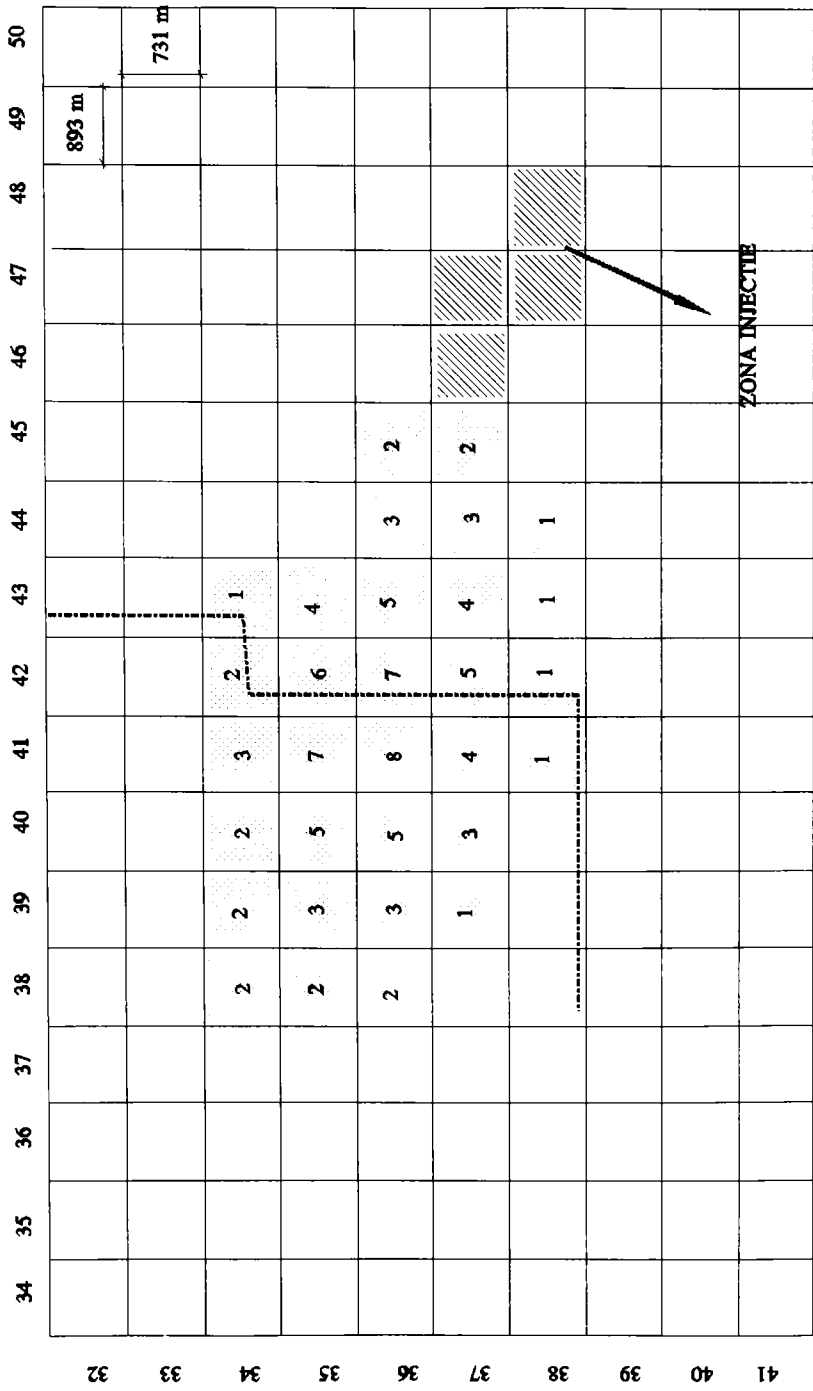 34 35 36 37 38 39 40 41 42 43 44 45 46 47 48 49 50
32 893 m
33 731 m
34 2 2 2 3 2 1
35 2 3 5 7 6 4
36 2 3 5 8 7 5 3 2
37 1 3 4 5 4 3 2
38 1 1 1 1
39
40
41 ZONA INJECTIE